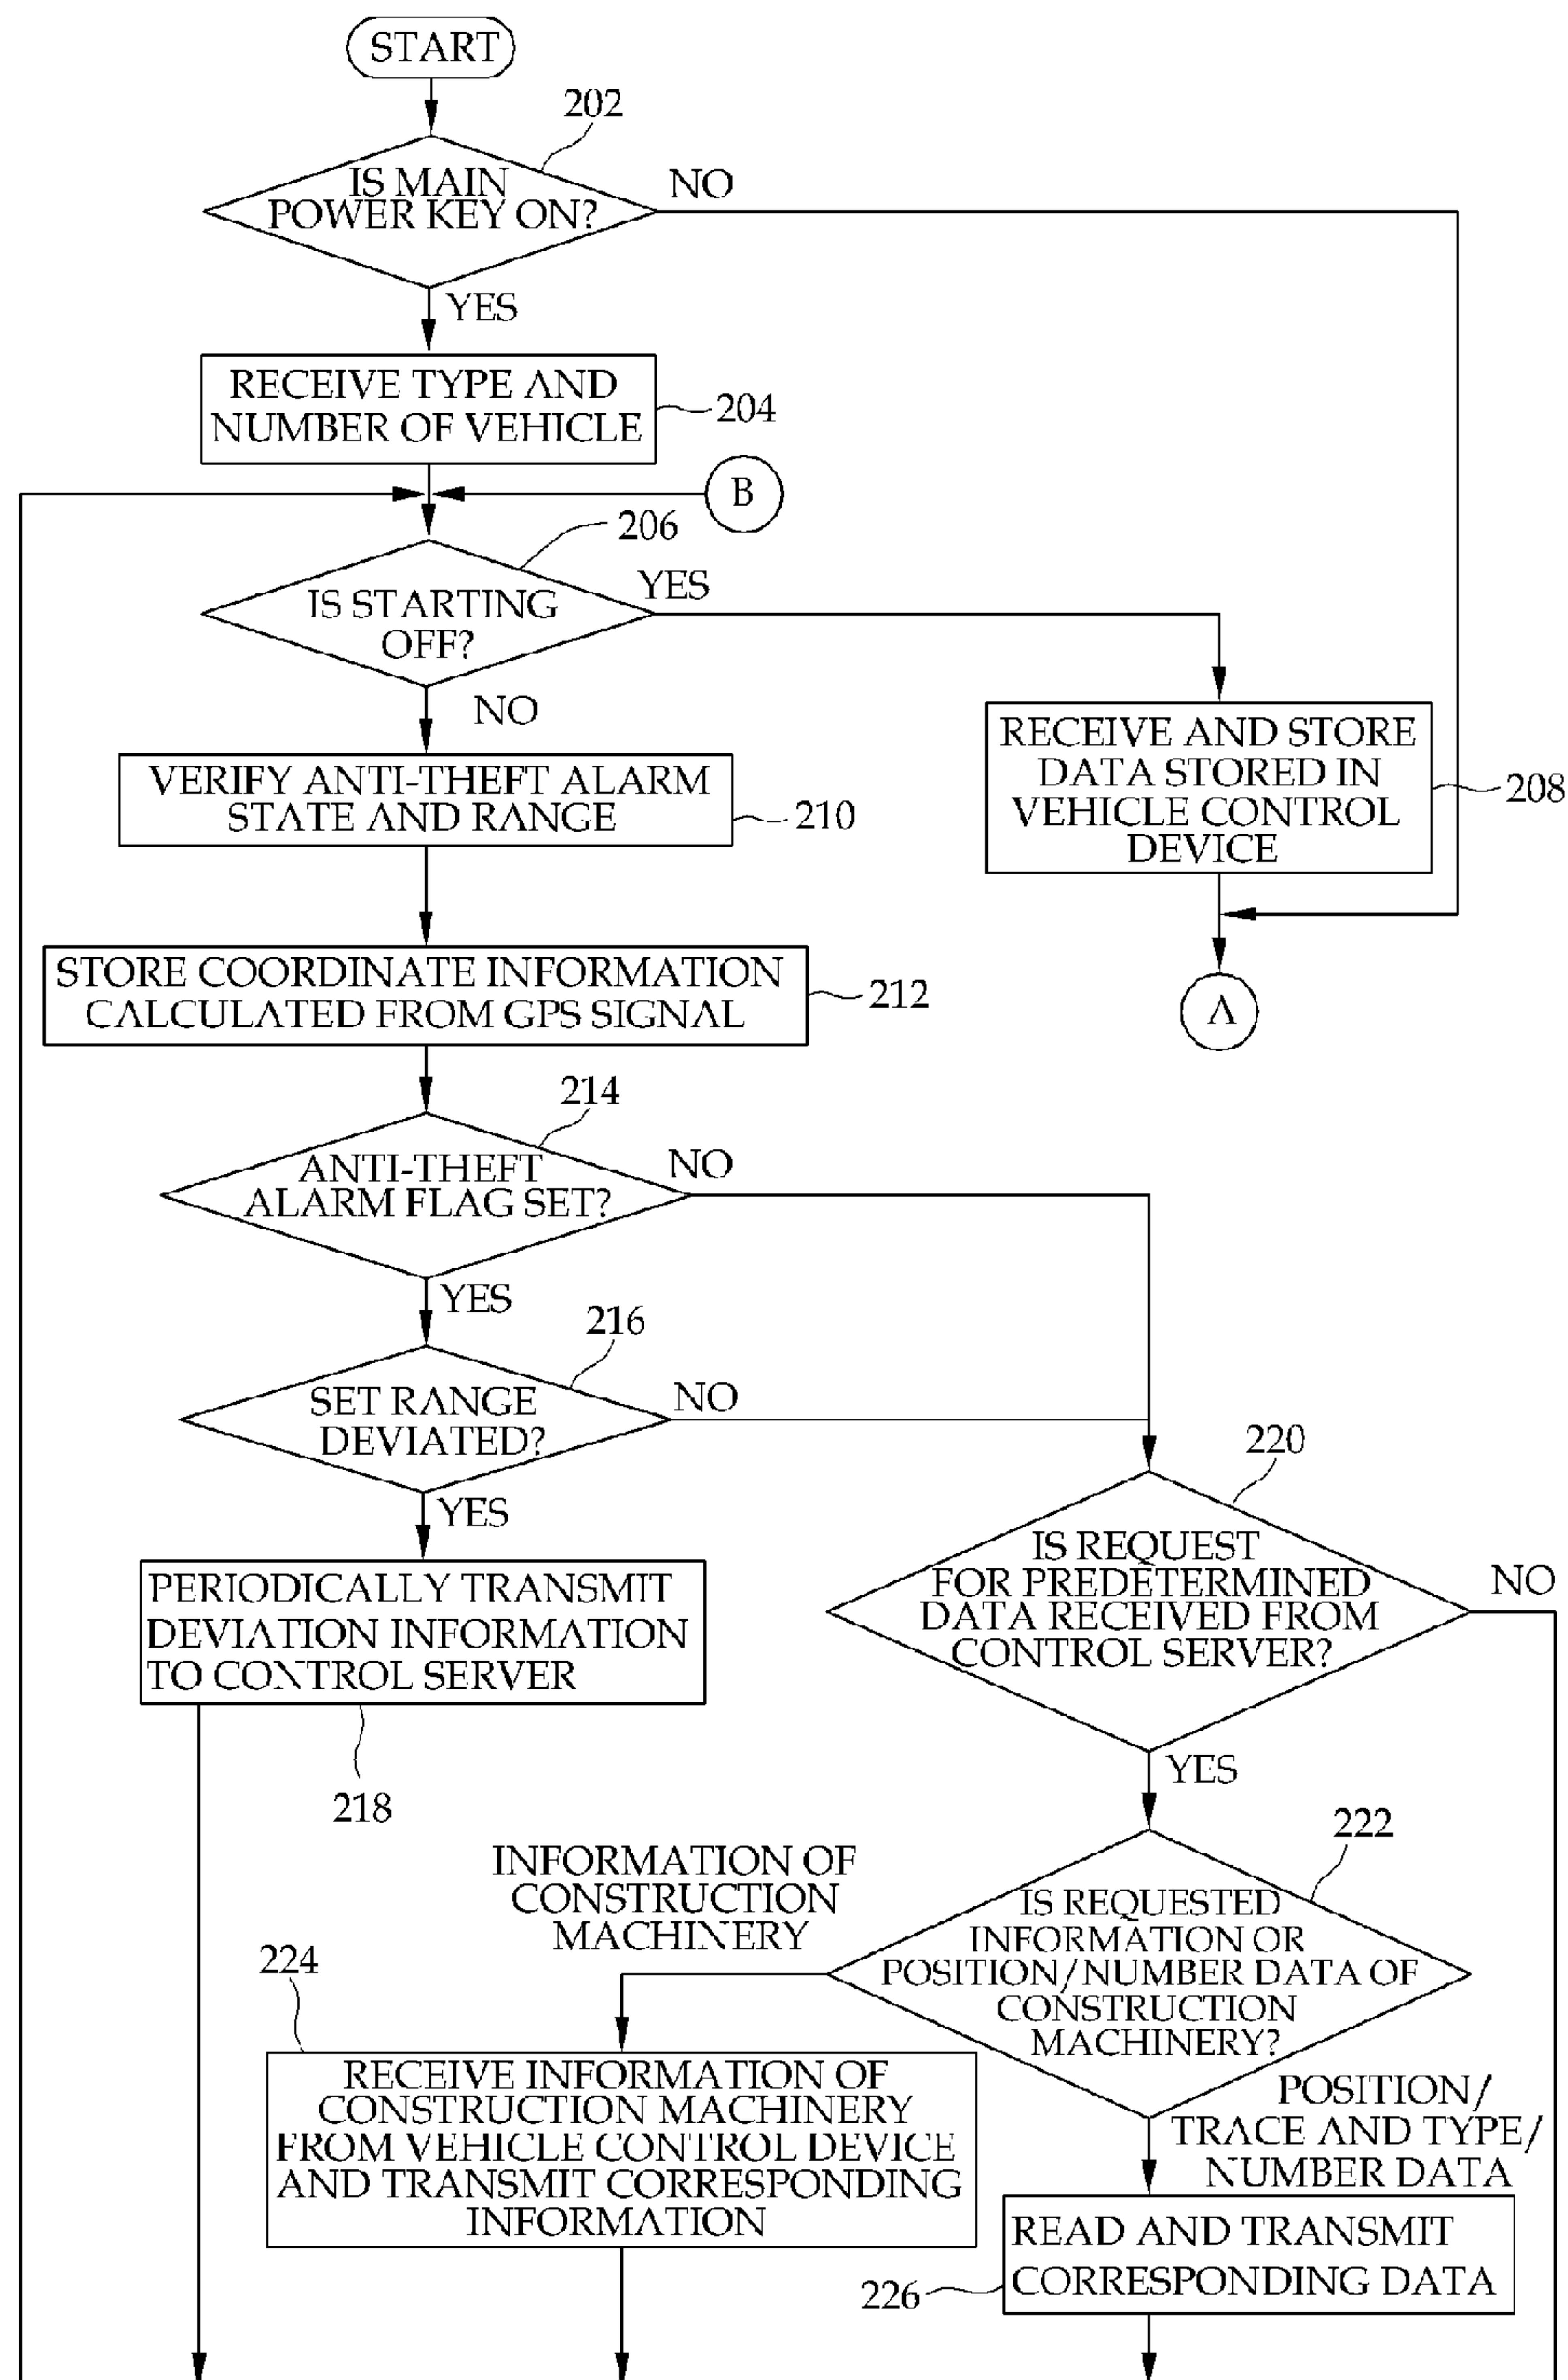 START
202
IS MAIN
POWER KEY ON?
NO
YES
RECEIVE TYPE AND
NUMBER OF VEHICLE
204
B
206
IS STARTING
OFF?
YES
NO
RECEIVE AND STORE
DATA STORED IN
VEHICLE CONTROL
DEVICE
208
VERIFY ANTI-THEFT ALARM
STATE AND RANGE
210
STORE COORDINATE INFORMATION
CALCULATED FROM GPS SIGNAL
212
A
214
ANTI-THEFT
ALARM FLAG SET?
NO
YES
216
SET RANGE
DEVIATED?
NO
YES
220
IS REQUEST
FOR PREDETERMINED
DATA RECEIVED FROM
CONTROL SERVER?
NO
YES
PERIODICALLY TRANSMIT
DEVIATION INFORMATION
TO CONTROL SERVER
218
222
IS REQUESTED
INFORMATION OR
POSITION/NUMBER DATA OF
CONSTRUCTION
MACHINERY?
INFORMATION OF
CONSTRUCTION
MACHINERY
224
RECEIVE INFORMATION OF
CONSTRUCTION MACHINERY
FROM VEHICLE CONTROL DEVICE
AND TRANSMIT CORRESPONDING
INFORMATION
POSITION/
TRACE AND TYPE/
NUMBER DATA
READ AND TRANSMIT
CORRESPONDING DATA
226